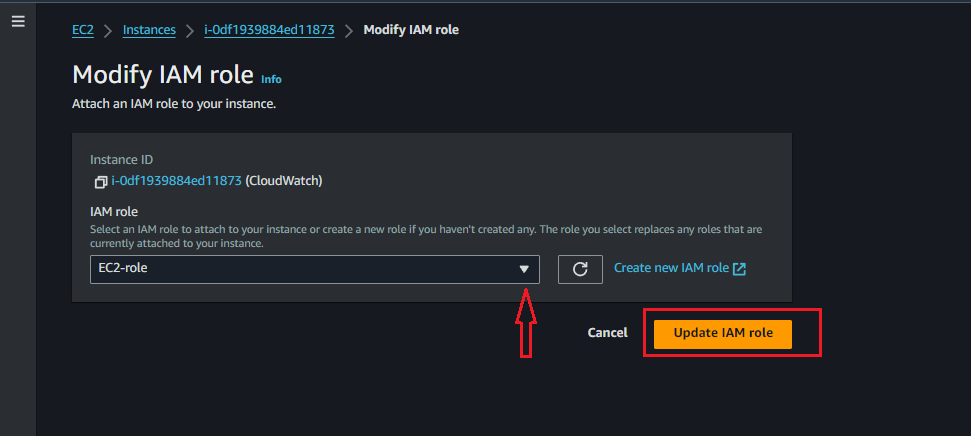 EC2 > Instances > i-0df1939884ed11873 > Modify IAM role
Modify IAM role Info
Attach an IAM role to your instance.
Instance ID
i-0df1939884ed11873 (CloudWatch)
IAM role
Select an IAM role to attach to your instance or create a new role if you haven't created any. The role you select replaces any roles that are
currently attached to your instance.
EC2-role
Create new IAM role
Cancel
Update IAM role